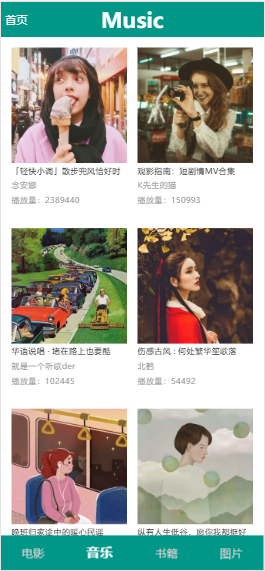 首页
Music
「轻快小调」散步兜风恰好时
念安娜
播放量：2389440
观影指南：短剧情MV合集
K先生的猫
播放量：150993
华语说唱 · 堵在路上也要酷
就是一个听歌der
播放量：102445
伤感古风 : 何处繁华笙歌落
北鹤
播放量：54492
晚班归家途中的暖心民谣
纵有人生低谷，愿你我都挺好
电影
音乐
书籍
图片